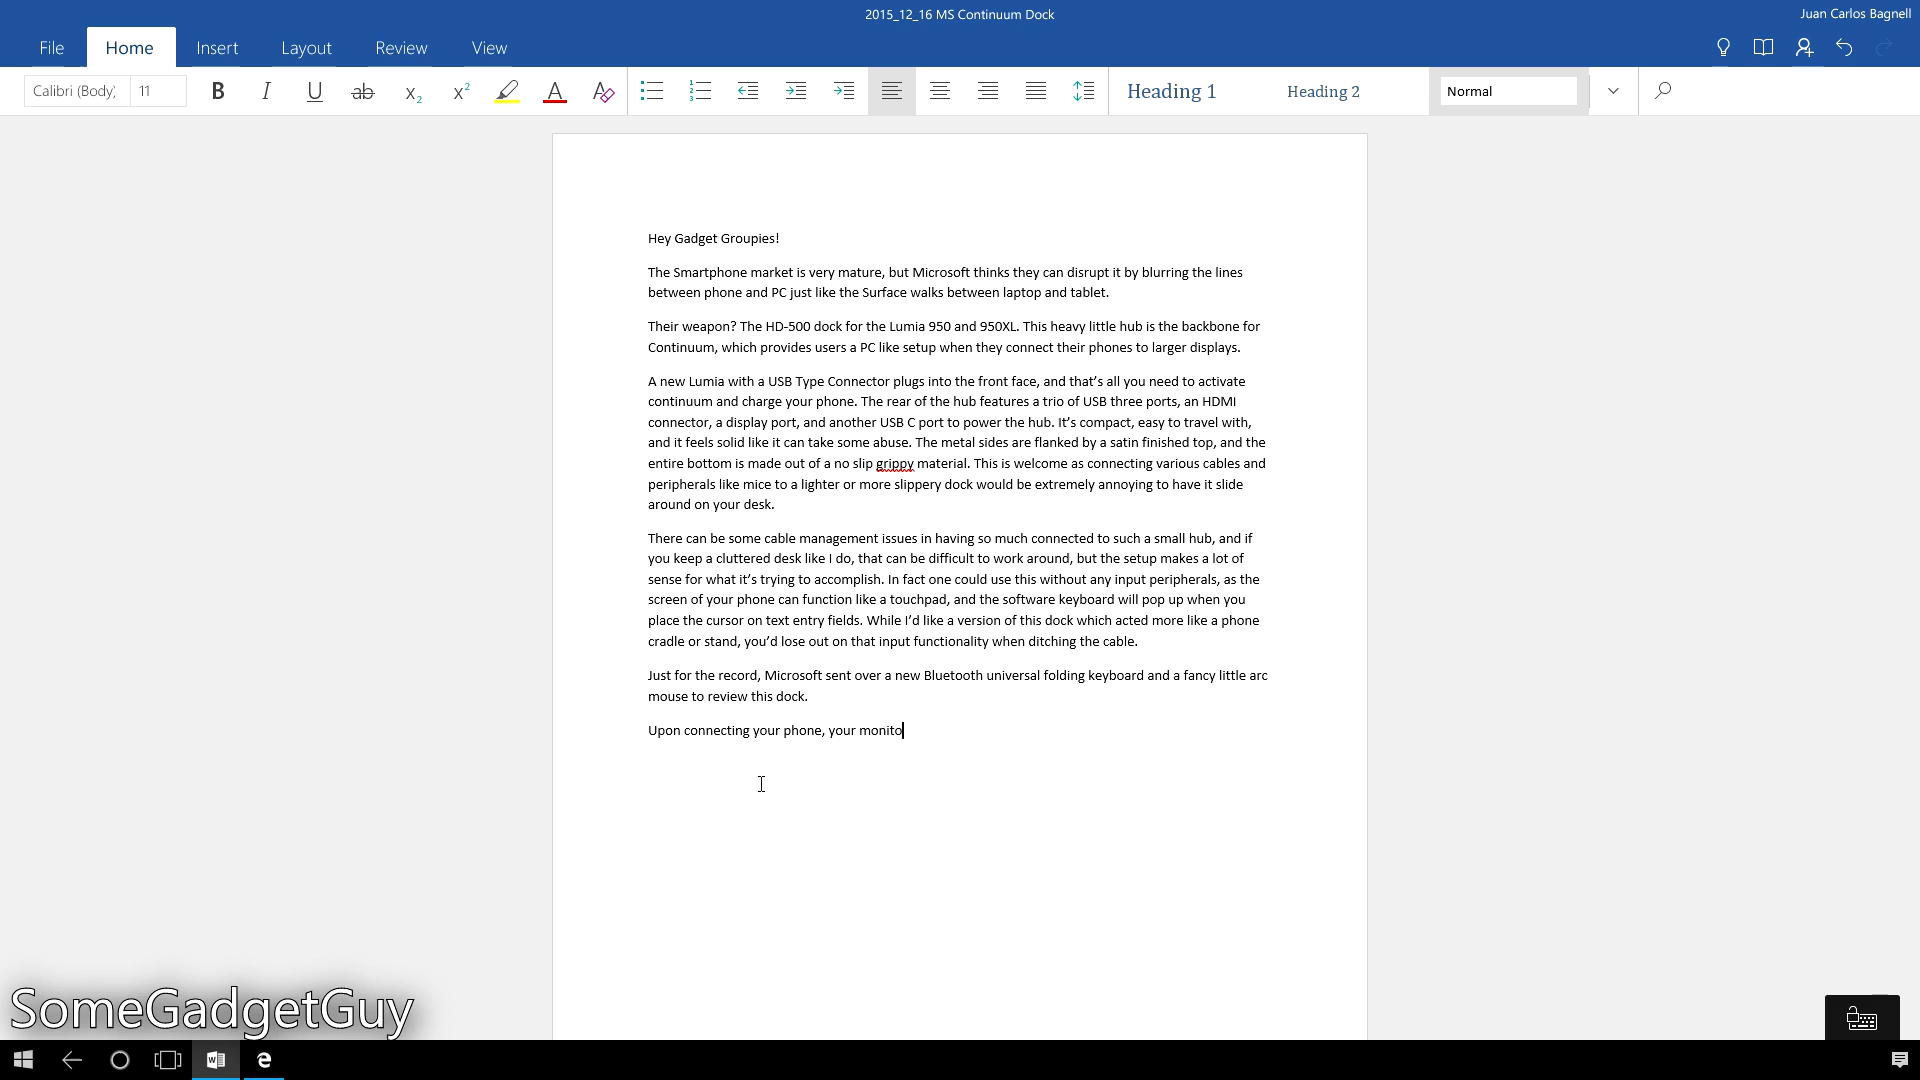 2015_12_16 MS Continuum Dock
Juan Carlos Bagnell
File Home Insert Layout Review View
Calibri (Body) 11 B I U ab x2 x2 A A Heading 1 Heading 2 Normal
Hey Gadget Groupies!
The Smartphone market is very mature, but Microsoft thinks they can disrupt it by blurring the lines
between phone and PC just like the Surface walks between laptop and tablet.
Their weapon? The HD-500 dock for the Lumia 950 and 950XL. This heavy little hub is the backbone for
Continuum, which provides users a PC like setup when they connect their phones to larger displays.
A new Lumia with a USB Type Connector plugs into the front face, and that’s all you need to activate
continuum and charge your phone. The rear of the hub features a trio of USB three ports, an HDMI
connector, a display port, and another USB C port to power the hub. It’s compact, easy to travel with,
and it feels solid like it can take some abuse. The metal sides are flanked by a satin finished top, and the
entire bottom is made out of a no slip grippy material. This is welcome as connecting various cables and
peripherals like mice to a lighter or more slippery dock would be extremely annoying to have it slide
around on your desk.
There can be some cable management issues in having so much connected to such a small hub, and if
you keep a cluttered desk like I do, that can be difficult to work around, but the setup makes a lot of
sense for what it’s trying to accomplish. In fact one could use this without any input peripherals, as the
screen of your phone can function like a touchpad, and the software keyboard will pop up when you
place the cursor on text entry fields. While I’d like a version of this dock which acted more like a phone
cradle or stand, you’d lose out on that input functionality when ditching the cable.
Just for the record, Microsoft sent over a new Bluetooth universal folding keyboard and a fancy little arc
mouse to review this dock.
Upon connecting your phone, your monito
SomeGadgetGuy